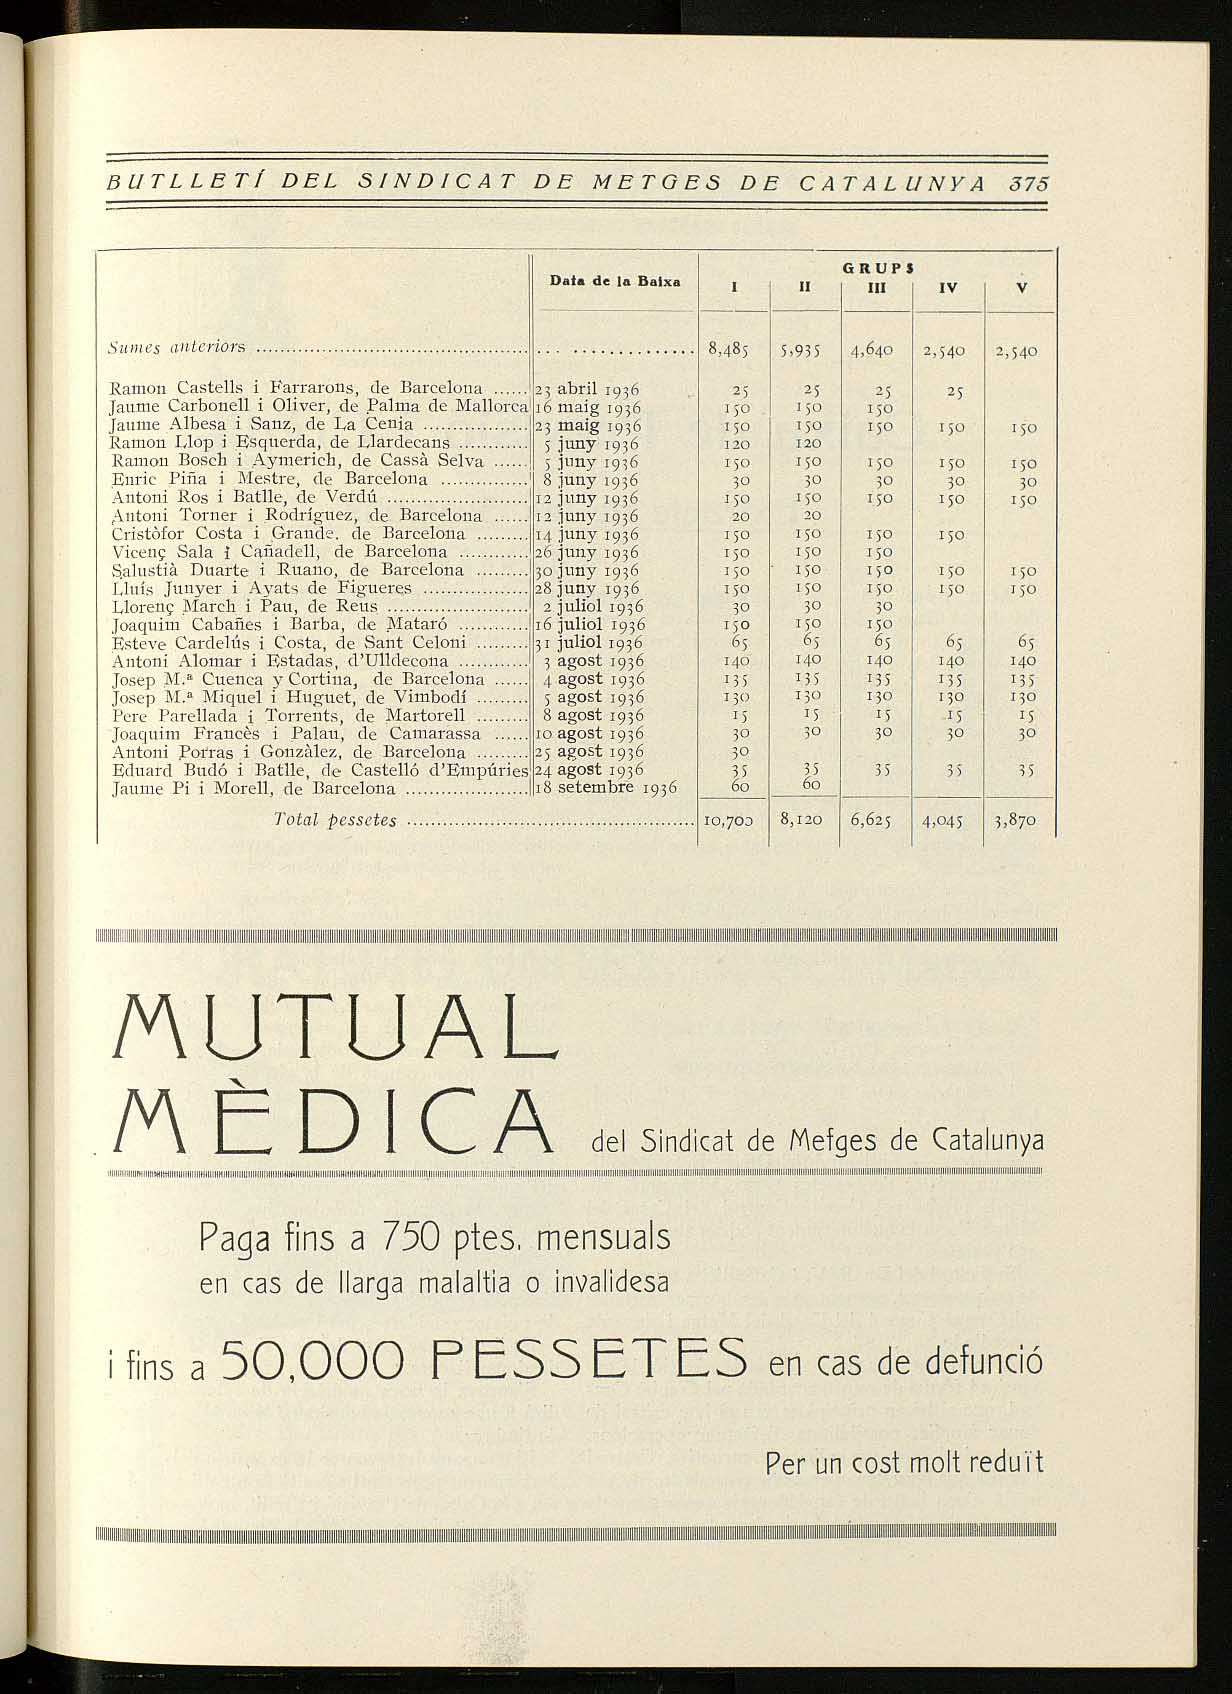 BUTLLETÍ DEL SINDICAT DE METGES DE CATALUNYA 375
GRUPS
Data de la Baixa I II III IV V
Sumes anteriors 8,485 5,935 4,640 2,540 2,540
Ramon Castells i Farrarons, de Barcelona 23 abril 1936 25 25 25 25
Jaume Carbonell i Oliver, de Palma de Mallorca 16 maig 1936 150 150 150
Jaume Albesa i Sanz, de La Cenia 23 maig 1936 150 150 150 150 150
Ramon Llop i Esquerda, de Llardecans 5 juny 1936 120 120
Ramon Bosch i Aymerich, de Cassà Selva 5 juny 1936 150 150 150 150 150
Enric Piña i Mestre, de Barcelona 8 juny 1936 30 30 30 30 30
Antoni Ros i Batlle, de Verdú 12 juny 1936 150 150 150 150 150
Antoni Torner i Rodríguez, de Barcelona 12 juny 1936 20 20
Cristòfor Costa i Grande, de Barcelona 14 juny 1936 150 150 150 150
Vicenç Sala i Cañadell, de Barcelona 26 juny 1936 150 150 150
Salustià Duarte i Ruano, de Barcelona 30 juny 1936 150 150 150 150 150
Lluís Junyer i Ayats de Figueres 28 juny 1936 150 150 150 150 150
Llorenç March i Pau, de Reus 2 juliol 1936 30 30 30
Joaquim Cabañes i Barba, de Mataró 16 juliol 1936 150 150 150
Esteve Cardelús i Costa, de Sant Celoni 31 juliol 1936 65 65 65 65 65
Antoni Alomar i Estadas, d'Ulldecona 3 agost 1936 140 140 140 140 140
Josep M.ª Cuenca y Cortina, de Barcelona 4 agost 1936 135 135 135 135 135
Josep M.ª Miquel i Huguet, de Vimbodí 5 agost 1936 130 130 130 130 130
Pere Parellada i Torrents, de Martorell 8 agost 1936 15 15 15 15 15
Joaquim Francès i Palau, de Camarassa 10 agost 1936 30 30 30 30 30
Antoni Porras i Gonzàlez, de Barcelona 25 agost 1936 30
Eduard Budó i Batlle, de Castelló d'Empúries 24 agost 1936 35 35 35 35 35
Jaume Pi i Morell, de Barcelona 18 setembre 1936 60 60
Total pessetes 10,700 8,120 6,625 4,045 3,870
MUTUAL
MÈDICA del Sindicat de Metges de Catalunya
Paga fins a 750 ptes. mensuals
en cas de llarga malaltia o invalidesa
i fins a 50,000 PESSETES en cas de defunció
Per un cost molt reduït